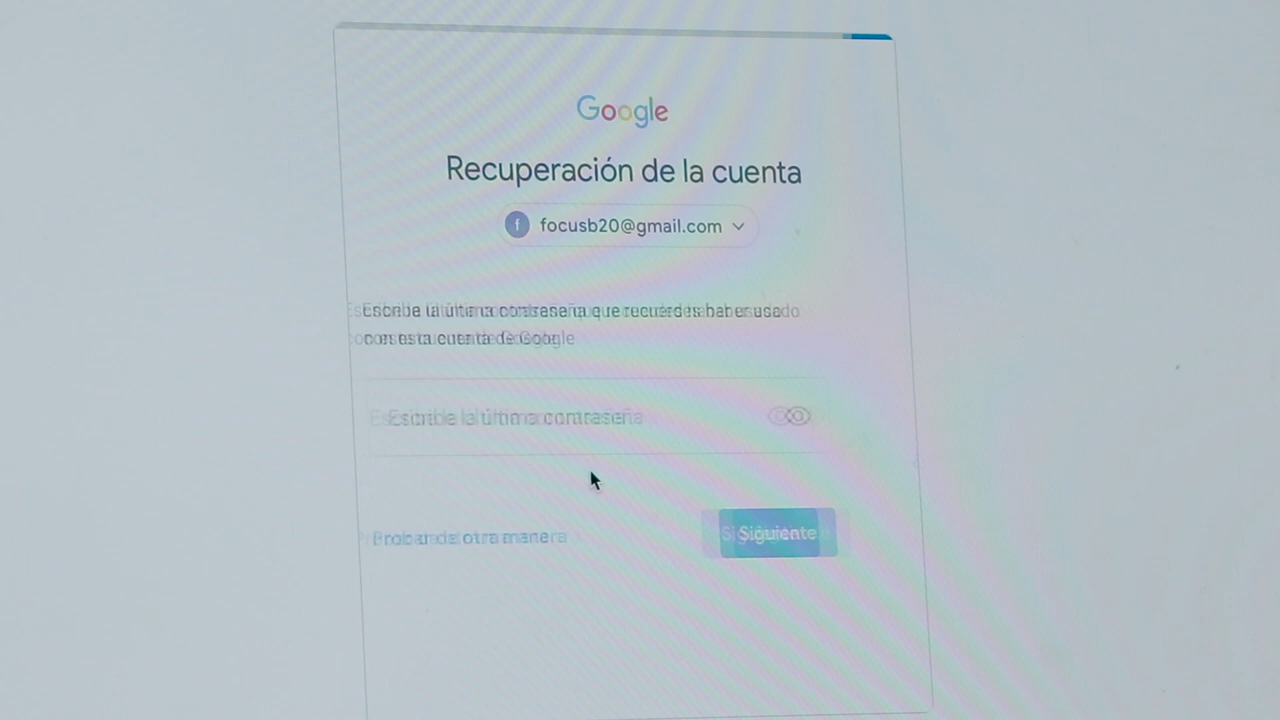 Google
Recuperación de la cuenta
f focusb20@gmail.com
Escribe la última contraseña que recuerdes haber usado
con esta cuenta de Google
Escribe la última contraseña
Probar de otra manera
Siguiente